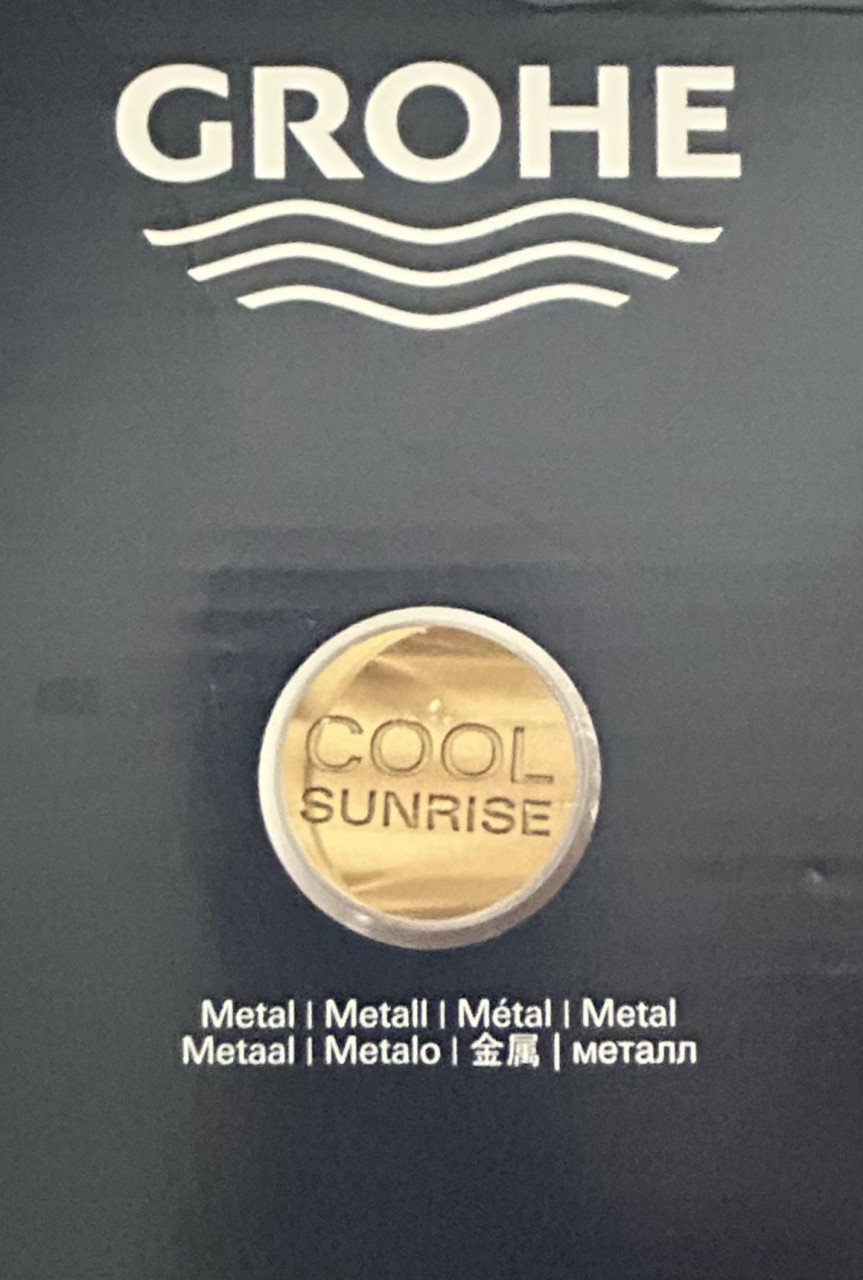 GROHE
COOL
SUNRISE
Metal | Metall | Métal | Metal
Metaal | Metalo | 金属 | металл